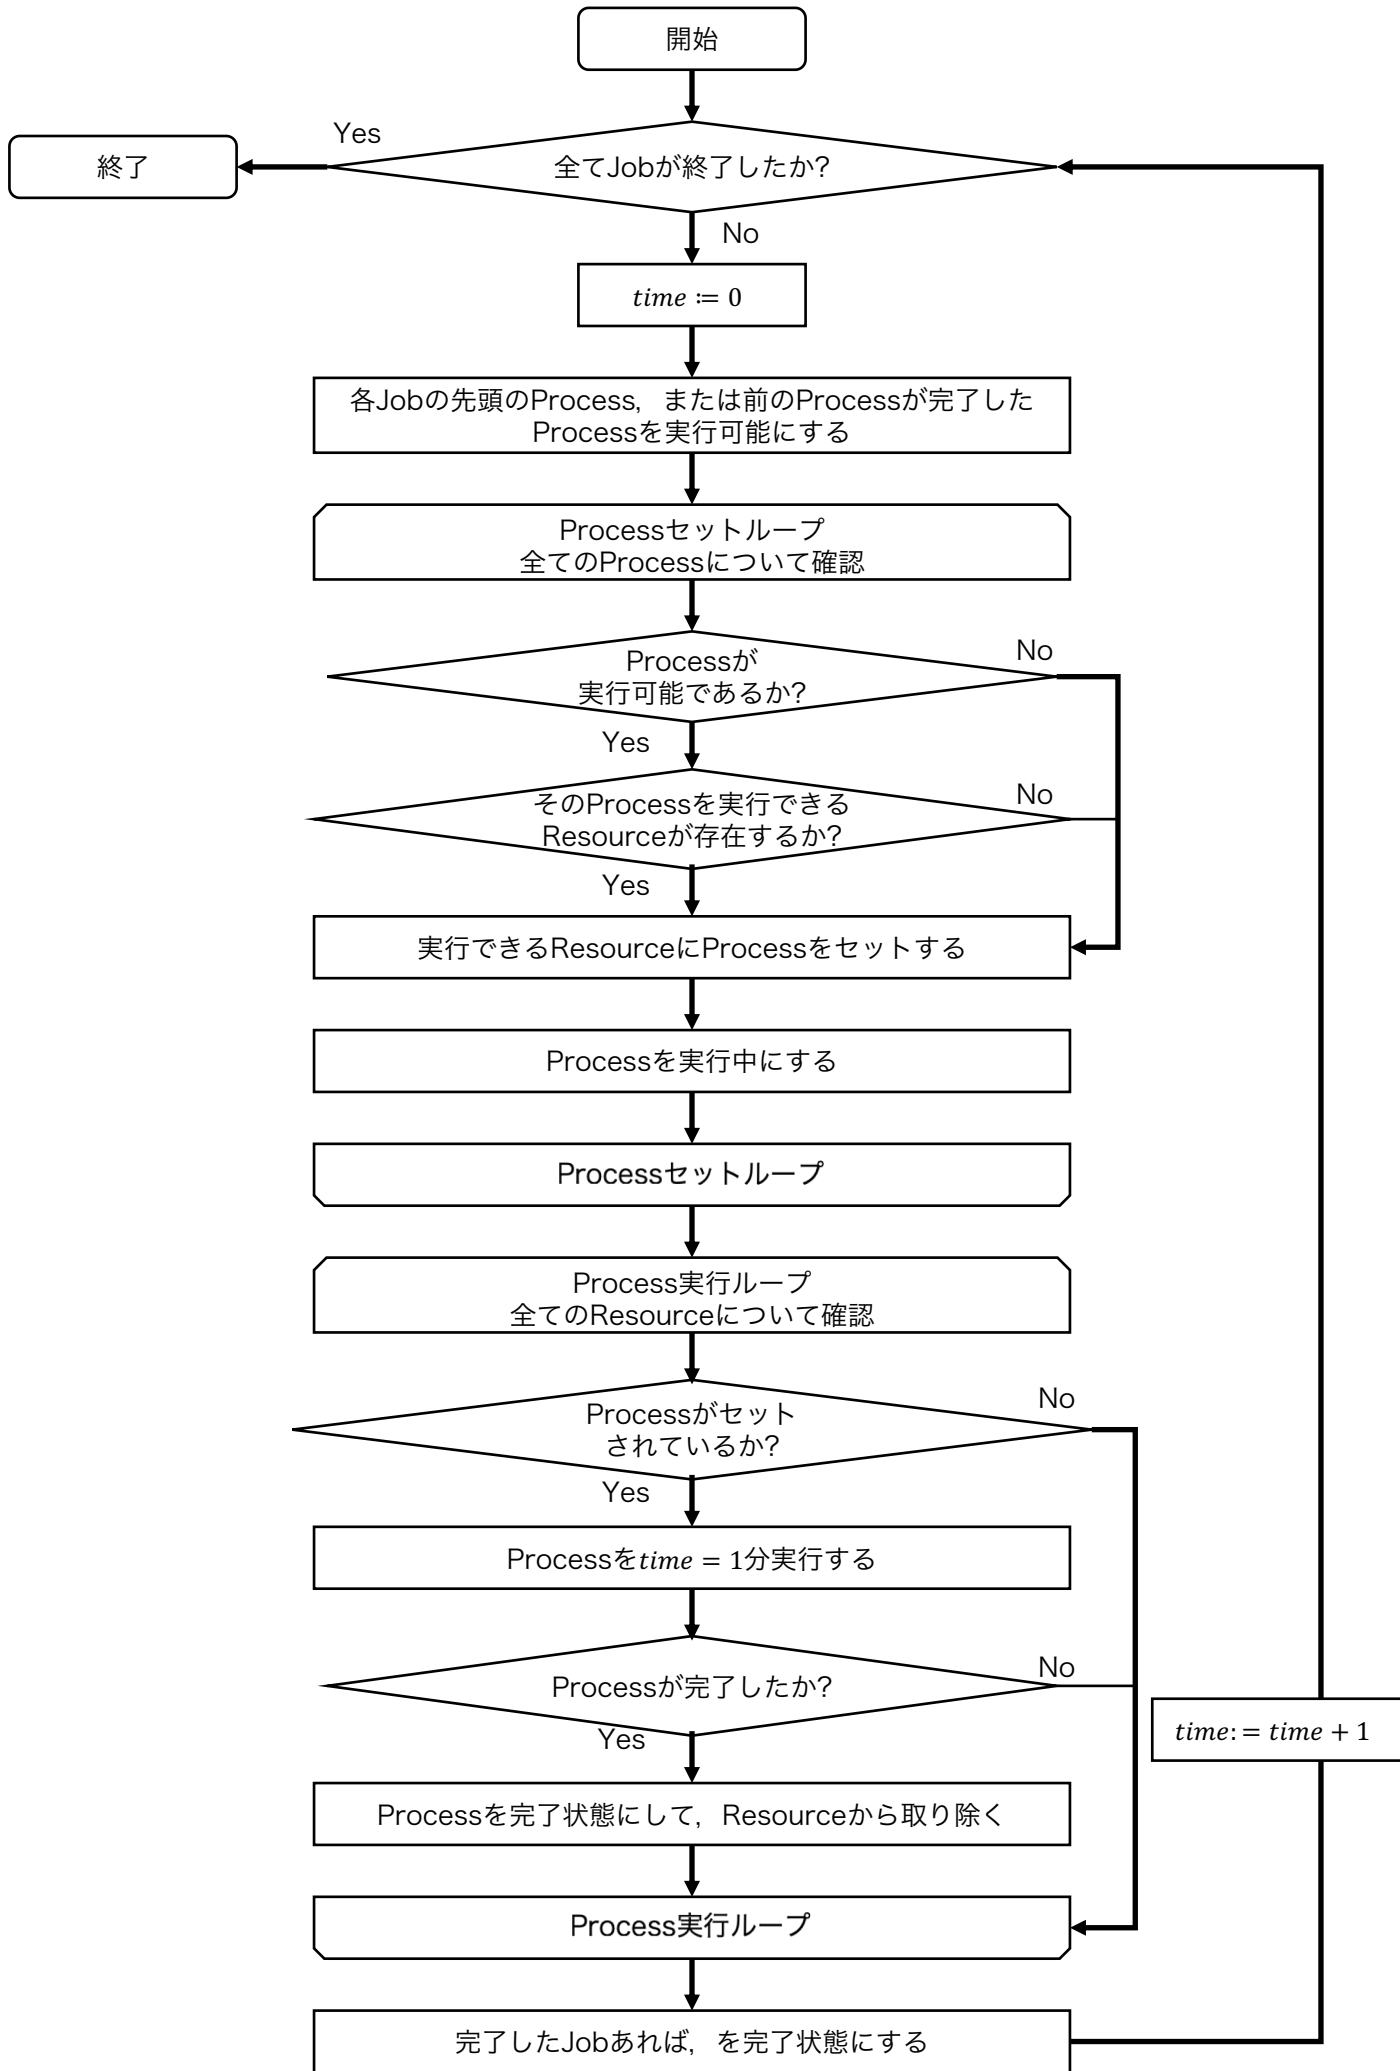 開始
Yes
終了
全てJobが終了したか?
No
time ≔ 0
各Jobの先頭のProcess，または前のProcessが完了した
Processを実行可能にする
Processセットループ
全てのProcessについて確認
No
Processが
実行可能であるか?
Yes
No
そのProcessを実行できる
Resourceが存在するか?
Yes
実行できるResourceにProcessをセットする
Processを実行中にする
Processセットループ
Process実行ループ
全てのResourceについて確認
No
Processがセット
されているか?
Yes
Processをtime = 1分実行する
No
Processが完了したか?
Yes
time: = time + 1
Processを完了状態にして，Resourceから取り除く
Process実行ループ
完了したJobあれば，を完了状態にする